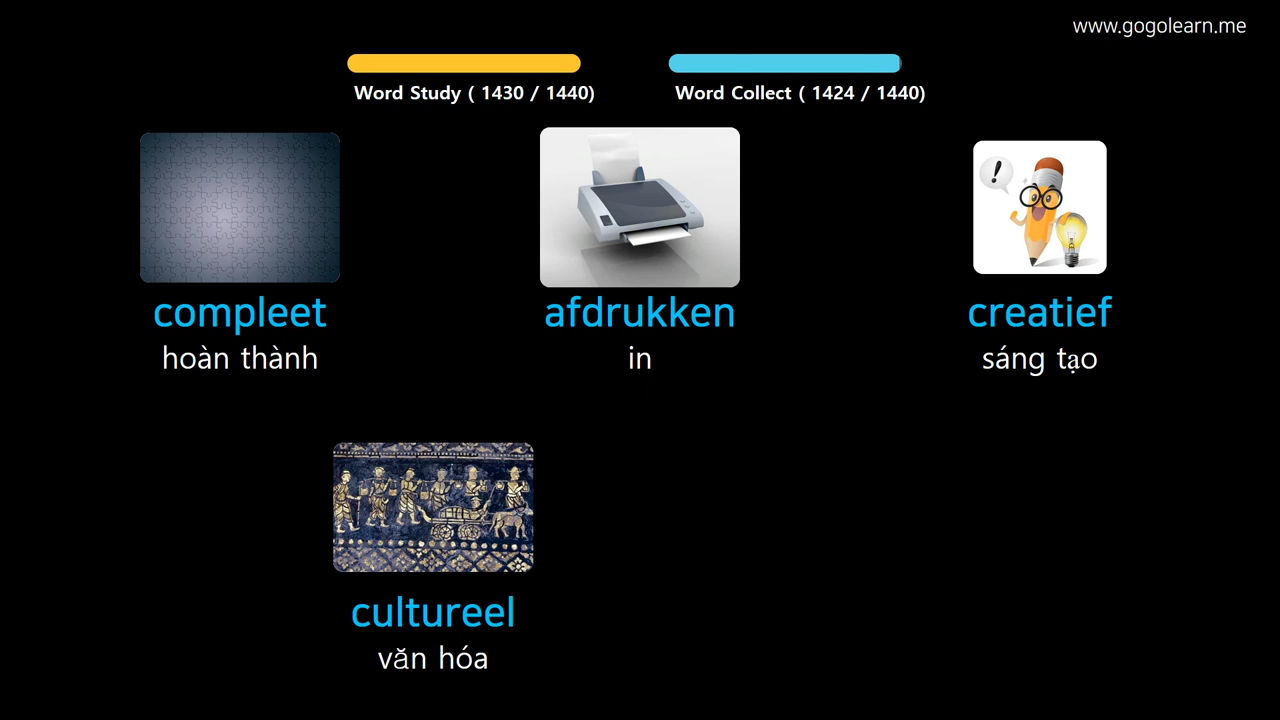 www.gogolearn.me
Word Study ( 1430 / 1440)
Word Collect ( 1424 / 1440)
compleet
hoàn thành
afdrukken
in
creatief
sáng tạo
cultureel
văn hóa